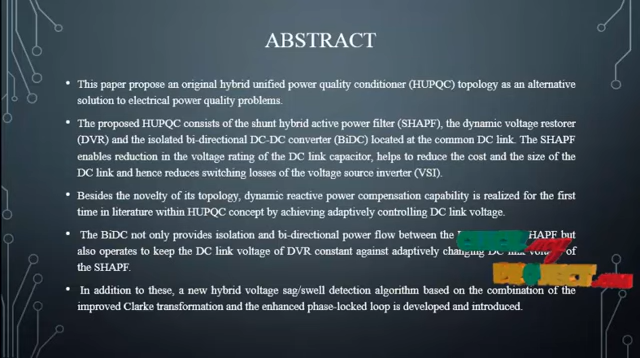 ABSTRACT
This paper propose an original hybrid unified power quality conditioner (HUPQC) topology as an alternative
solution to electrical power quality problems.
The proposed HUPQC consists of the shunt hybrid active power filter (SHAPF), the dynamic voltage restorer
(DVR) and the isolated bi-directional DC-DC converter (BiDC) located at the common DC link. The SHAPF
enables reduction in the voltage rating of the DC link capacitor, helps to reduce the cost and the size of the
DC link and hence reduces switching losses of the voltage source inverter (VSI).
Besides the novelty of its topology, dynamic reactive power compensation capability is realized for the first
time in literature within HUPQC concept by achieving adaptively controlling DC link voltage.
The BiDC not only provides isolation and bi-directional power flow between the HAPF but
also operates to keep the DC link voltage of DVR constant against adaptively changing DC link of
the SHAPF.
In addition to these, a new hybrid voltage sag/swell detection algorithm based on the combination of the
improved Clarke transformation and the enhanced phase-locked loop is developed and introduced.